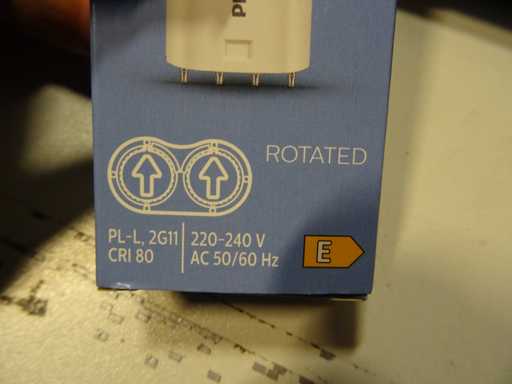 ROTATED
PL-L, 2G11
CRI 80
220-240 V
AC 50/60 Hz
E